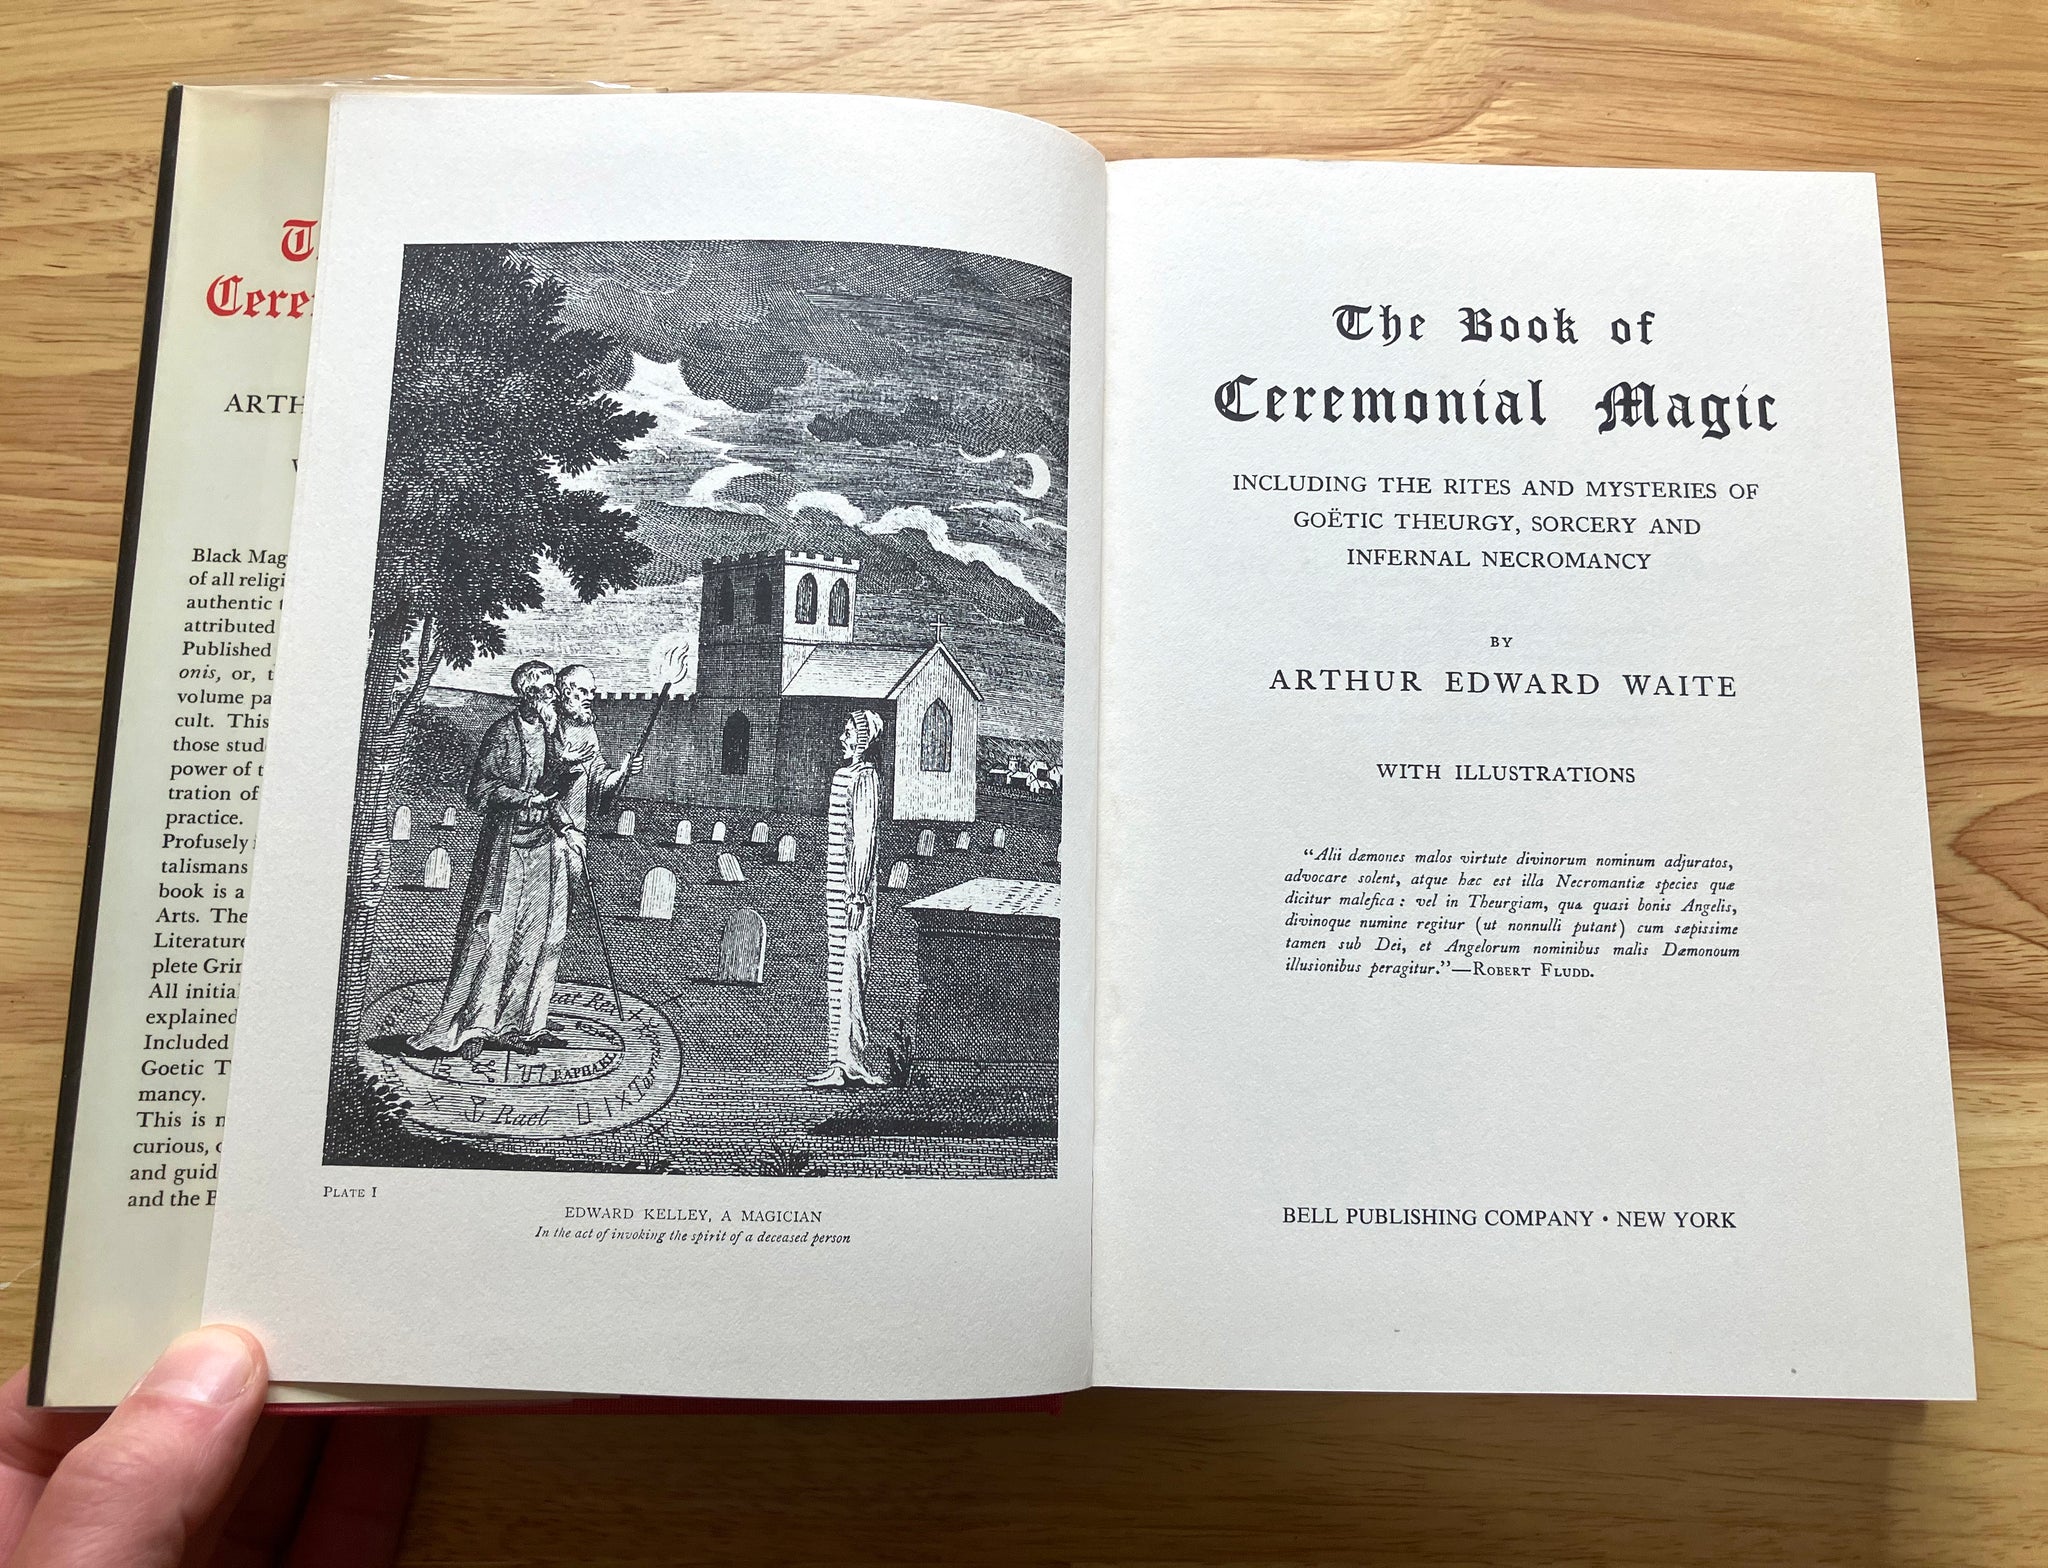 Cere
ARTH
Black Mag
of all religi
authentic
attributed
Published
onis, or,
volume pa
cult. This
those stud
power of t
tration of
practice.
Profusely
talismans
book is a
Arts. The
Literature
plete Grin
All initia
explained
Included
Goetic T
mancy.
This is
curious,
and guid
and the
RAPHAEL
Rael
PLATE I
EDWARD KELLEY, A MAGICIAN
In the act of invoking the spirit of a deceased person
The Book of
Ceremonial Magic
INCLUDING THE RITES AND MYSTERIES OF
GOËTIC THEURGY, SORCERY AND
INFERNAL NECROMANCY
BY
ARTHUR EDWARD WAITE
WITH ILLUSTRATIONS
“Alii dæmones malos virtute divinorum nominum adjuratos,
advocare solent, atque hæc est illa Necromantiæ species quæ
dicitur malefica : vel in Theurgiam, qua quasi bonis Angelis,
divinoque numine regitur (ut nonnulli putant) cum sæpissime
tamen sub Dei, et Angelorum nominibus malis Dæmonoum
illusionibus peragitur.”—ROBERT FLUDD.
BELL PUBLISHING COMPANY • NEW YORK